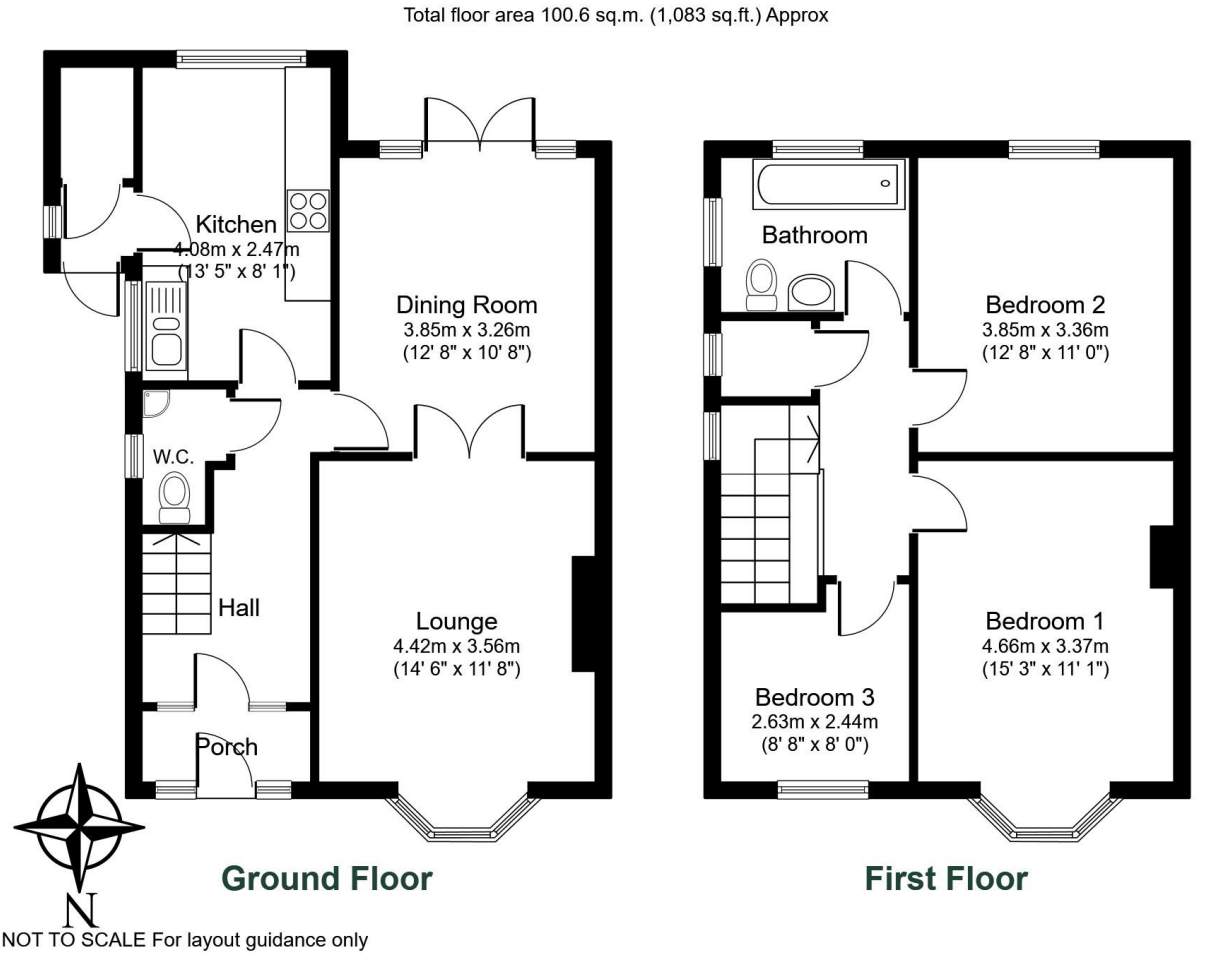 Total floor area 100.6 sq.m. (1,083 sq.ft.) Approx
Kitchen
4.08m x 2.47m
(13' 5" x 8' 1")
Dining Room
3.85m x 3.26m
(12' 8" x 10' 8")
W.C.
Hall
Lounge
4.42m x 3.56m
(14' 6" x 11' 8")
Porch
Ground Floor
Bathroom
Bedroom 2
3.85m x 3.36m
(12' 8" x 11' 0")
Bedroom 1
4.66m x 3.37m
(15' 3" x 11' 1")
Bedroom 3
2.63m x 2.44m
(8' 8" x 8' 0")
First Floor
N
NOT TO SCALE For layout guidance only